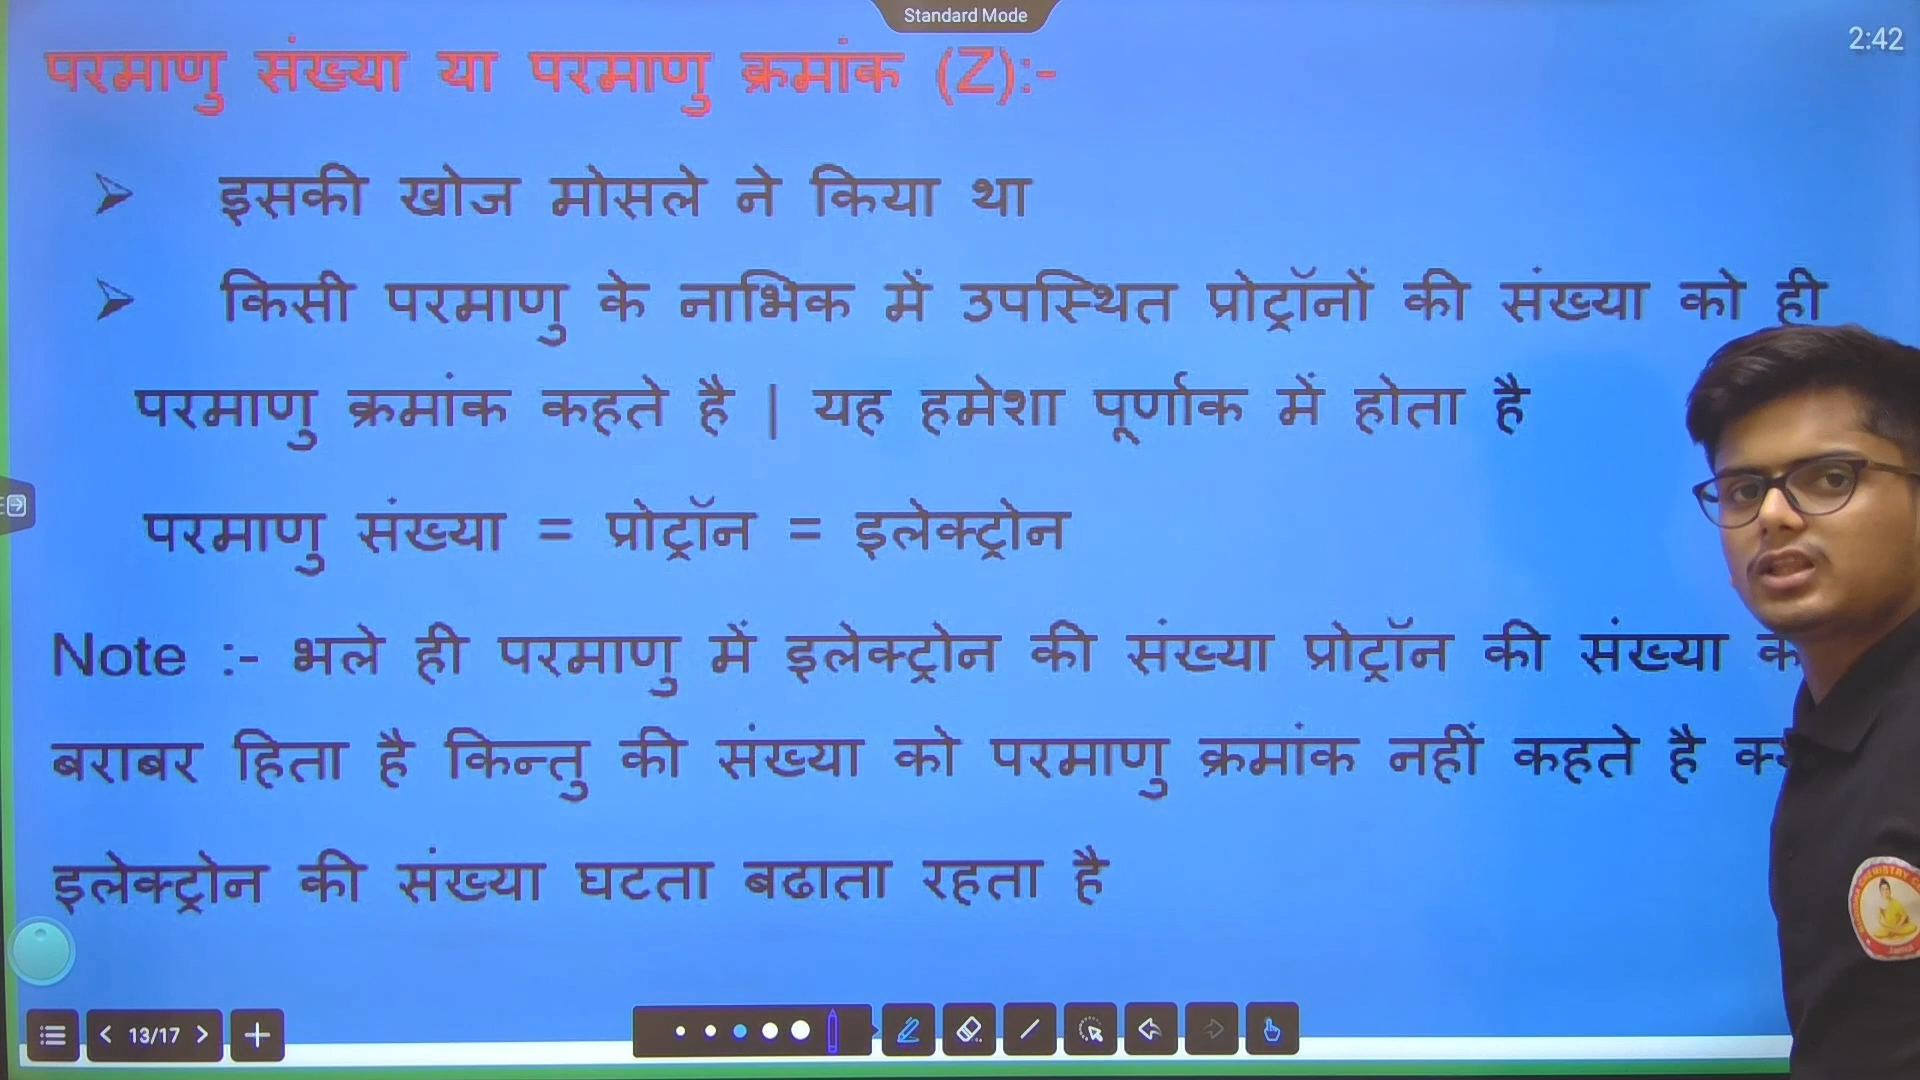 Standard Mode
2:42
परमाणु संख्या या परमाणु क्रमांक (Z):-
➢ इसकी खोज मोसले ने किया था
➢ किसी परमाणु के नाभिक में उपस्थित प्रोट्रॉनों की संख्या को ही
परमाणु क्रमांक कहते है | यह हमेशा पूर्णाक में होता है
परमाणु संख्या = प्रोट्रॉन = इलेक्ट्रोन
Note :- भले ही परमाणु में इलेक्ट्रोन की संख्या प्रोट्रॉन की संख्या
बराबर हिता है किन्तु की संख्या को परमाणु क्रमांक नहीं कहते है
इलेक्ट्रोन की संख्या घटता बढाता रहता है
13/17